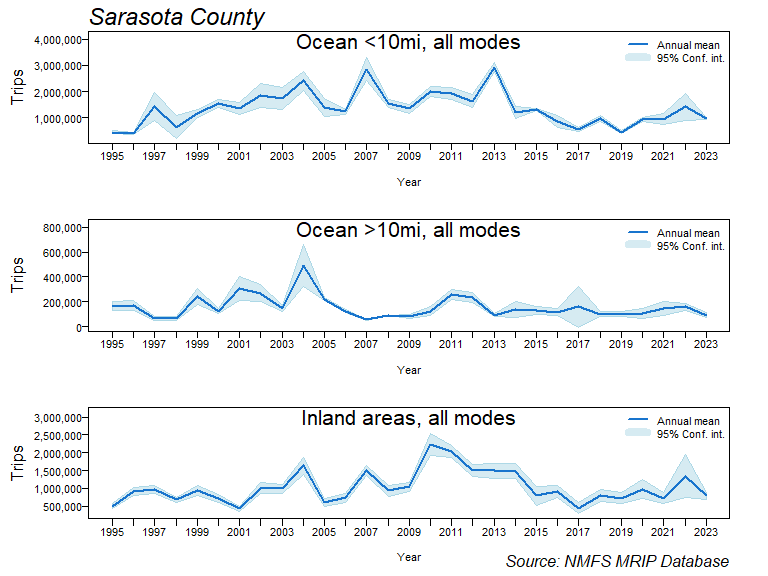 Sarasota County
Ocean <10mi, all modes
Annual mean
95% Conf. int.
4,000,000
3,000,000
2,000,000
1,000,000
Trips
1995 1997 1999 2001 2003 2005 2007 2009 2011 2013 2015 2017 2019 2021 2023
Year
Ocean >10mi, all modes
Annual mean
95% Conf. int.
800,000
600,000
400,000
200,000
0
Trips
1995 1997 1999 2001 2003 2005 2007 2009 2011 2013 2015 2017 2019 2021 2023
Year
Inland areas, all modes
Annual mean
95% Conf. int.
3,000,000
2,500,000
2,000,000
1,500,000
1,000,000
500,000
Trips
1995 1997 1999 2001 2003 2005 2007 2009 2011 2013 2015 2017 2019 2021 2023
Year
Source: NMFS MRIP Database